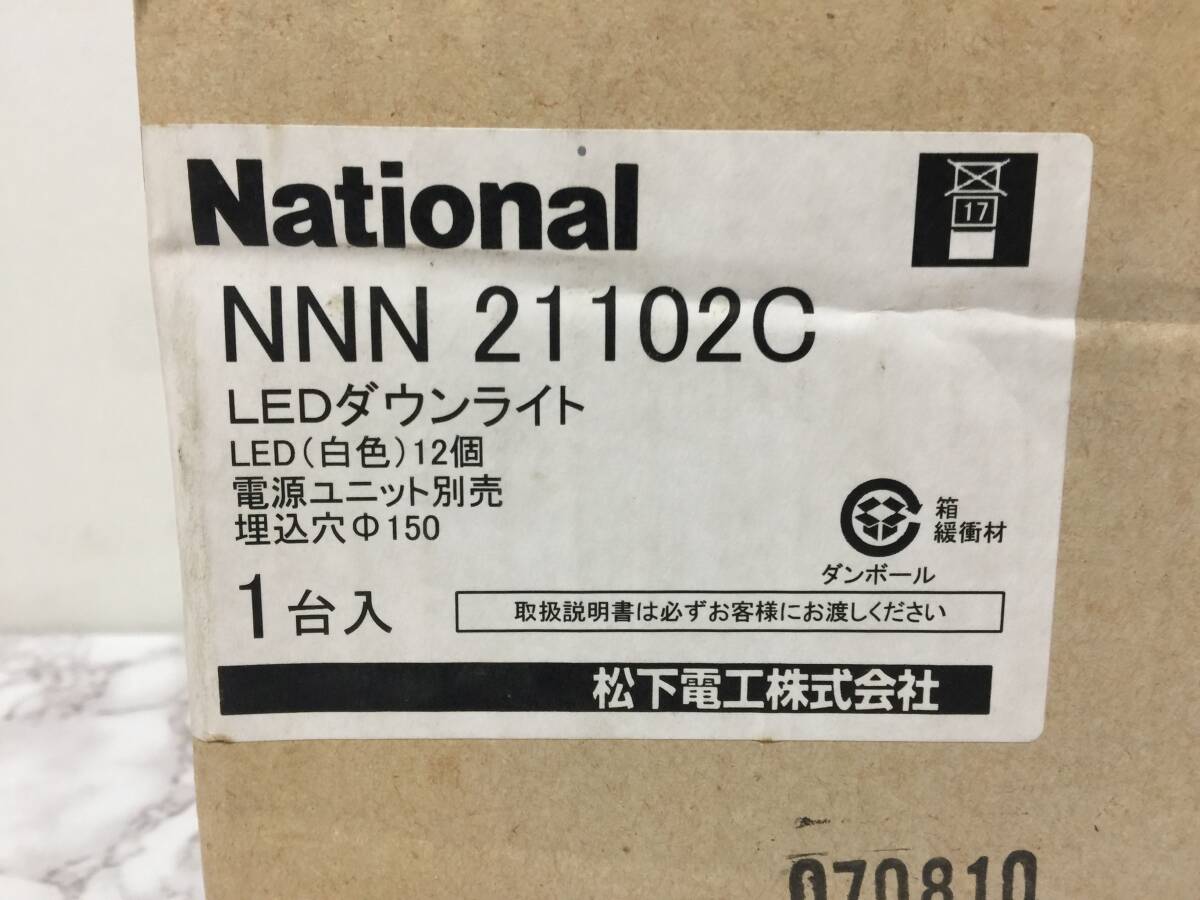 National
17
NNN 21102C
LEDダウンライト
LED(白色)12個
電源ユニット別売
埋込穴Φ150
箱
緩衝材
ダンボール
1台入
取扱説明書は必ずお客様にお渡しください
松下電工株式会社
070810